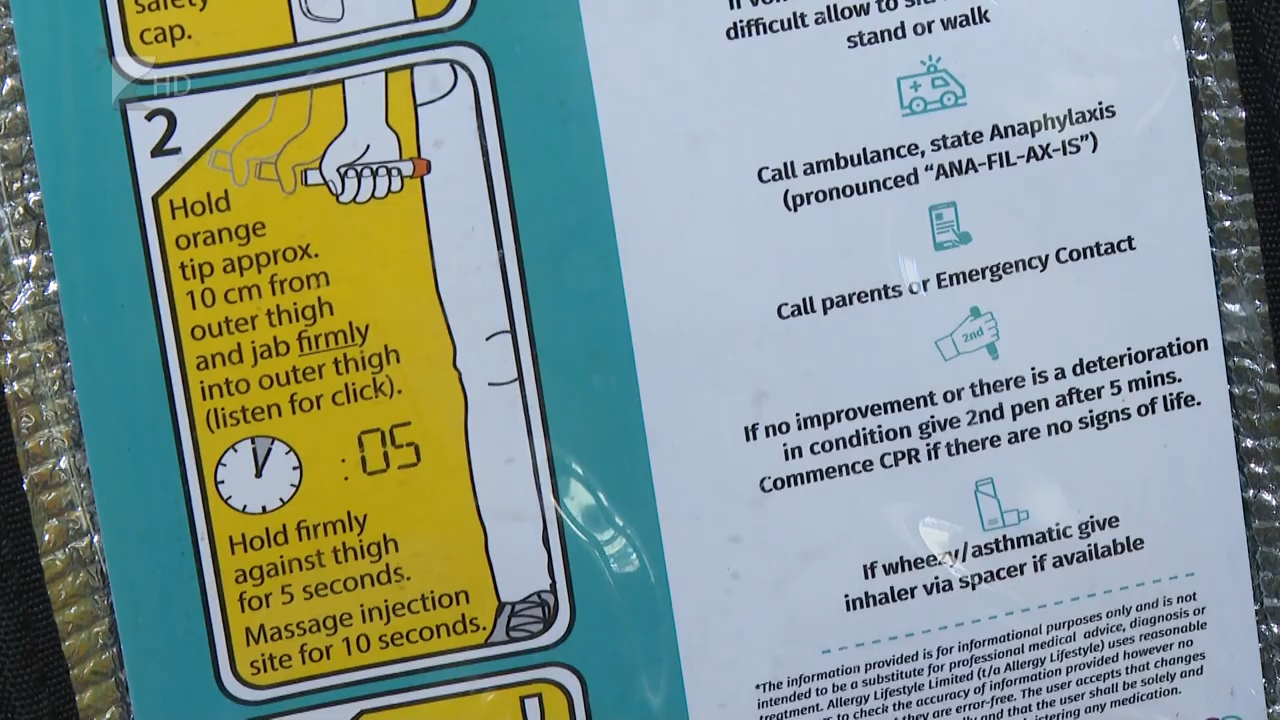 safety
cap.
HD
2
Hold
orange
tip approx.
10 cm from
outer thigh
and jab firmly
into outer thigh
(listen for click).
:05
Hold firmly
against thigh
for 5 seconds.
Massage injection
site for 10 seconds.
difficult allow to
stand or walk
Call ambulance, state Anaphylaxis
(pronounced “ANA-FIL-AX-IS”)
Call parents or Emergency Contact
2nd
If no improvement or there is a deterioration
in condition give 2nd pen after 5 mins.
Commence CPR if there are no signs of life.
If wheezy/asthmatic give
inhaler via spacer if available
*The information provided is for informational purposes only and is not
intended to be a substitute for professional medical advice, diagnosis or
treatment. Allergy Lifestyle Limited (t/a Allergy Lifestyle) uses reasonable
to check the accuracy of information provided however no
they are error-free. The user accepts that changes
and that the user shall be solely and
any medication.